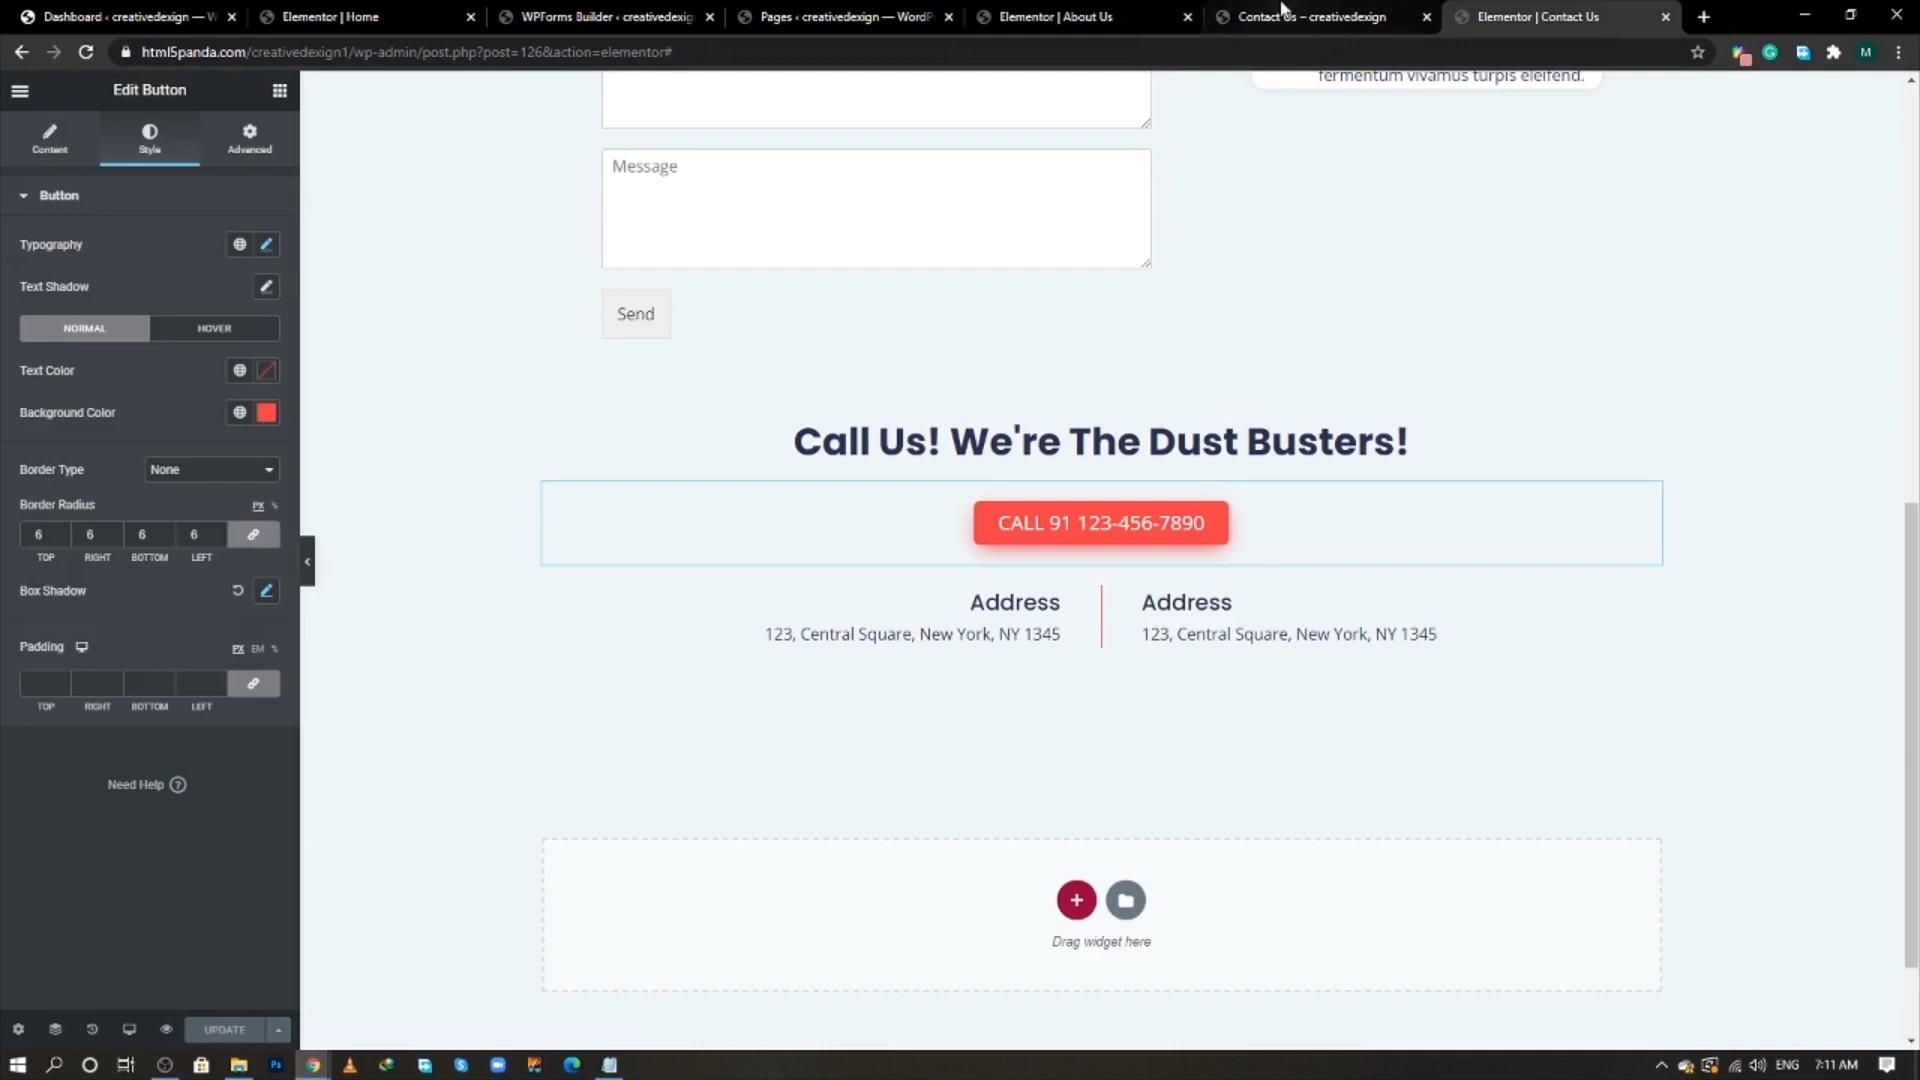 Dashboard ‹ creativedexign — W
Elementor | Home
WPForms Builder ‹ creativedexig
Pages ‹ creativedexign — WordP
Elementor | About Us
Contact Us – creativedexign
Elementor | Contact Us
html5panda.com/creativedexign1/wp-admin/post.php?post=126&action=elementor#
M
Edit Button
Content
Style
Advanced
Button
Typography
Text Shadow
NORMAL
HOVER
Text Color
Background Color
Border Type
None
Border Radius
PX %
6 6 6 6
TOP RIGHT BOTTOM LEFT
Box Shadow
Padding
PX EM %
TOP RIGHT BOTTOM LEFT
Need Help ?
UPDATE
fermentum vivamus turpis eleifend.
Message
Send
Call Us! We're The Dust Busters!
CALL 91 123-456-7890
Address
123, Central Square, New York, NY 1345
Address
123, Central Square, New York, NY 1345
Drag widget here
Ps
ENG
7:11 AM